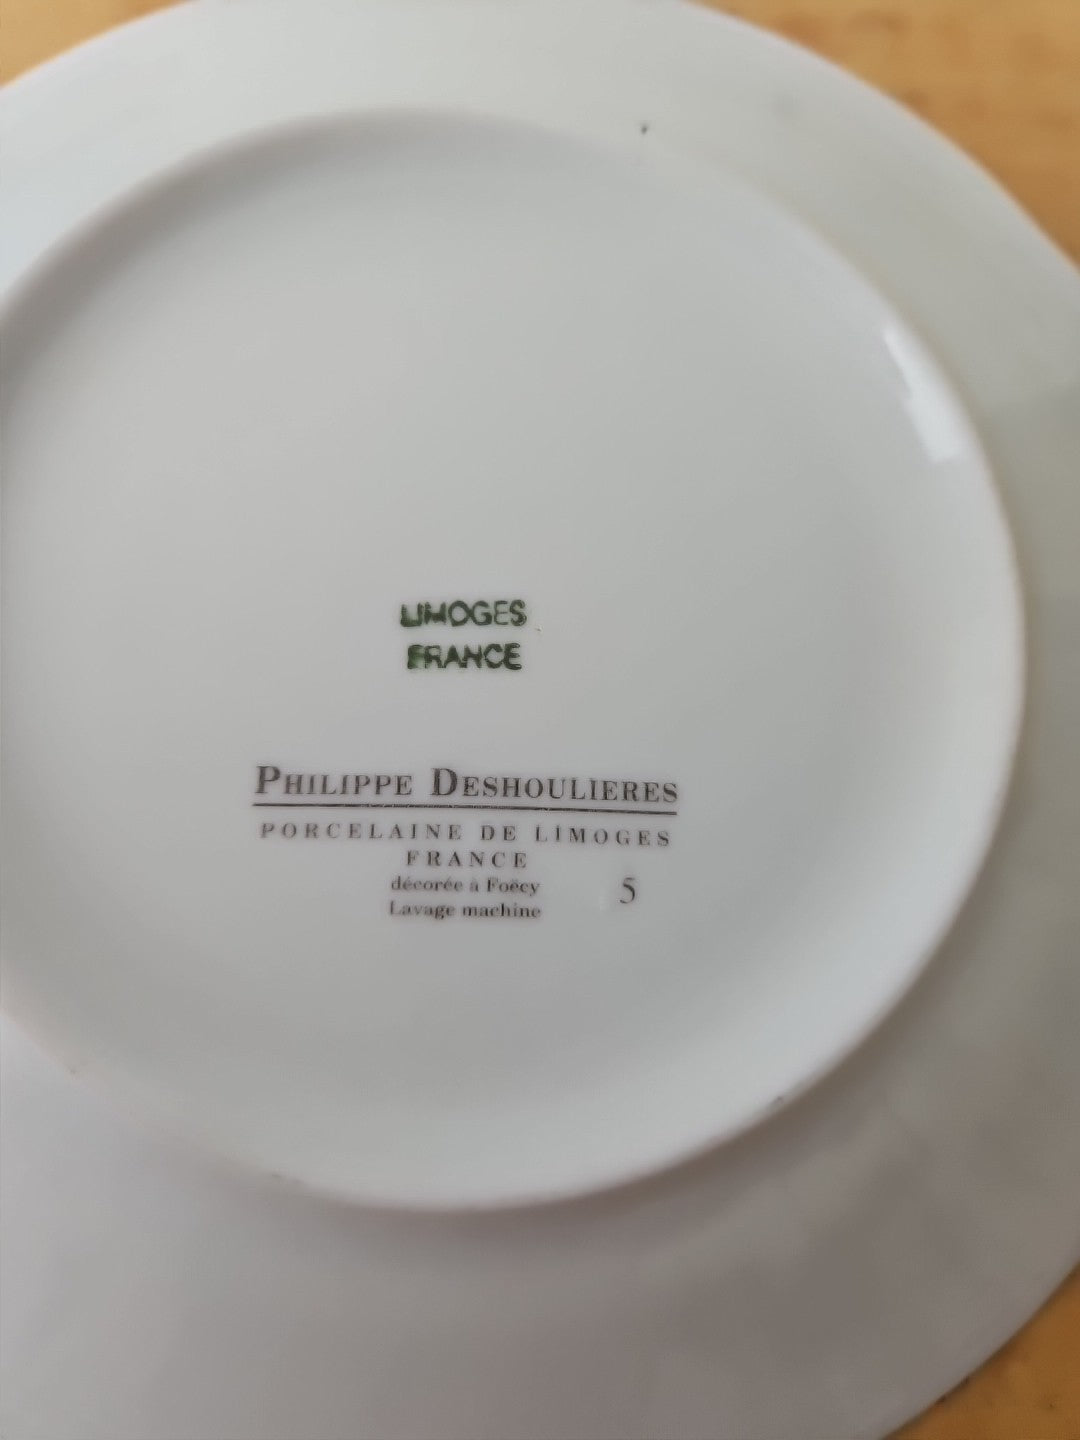 LIMOGES
FRANCE
PHILIPPE DESHOULIERES
PORCELAINE DE LIMOGES
FRANCE
décorée à Foëcy
Lavage machine
5